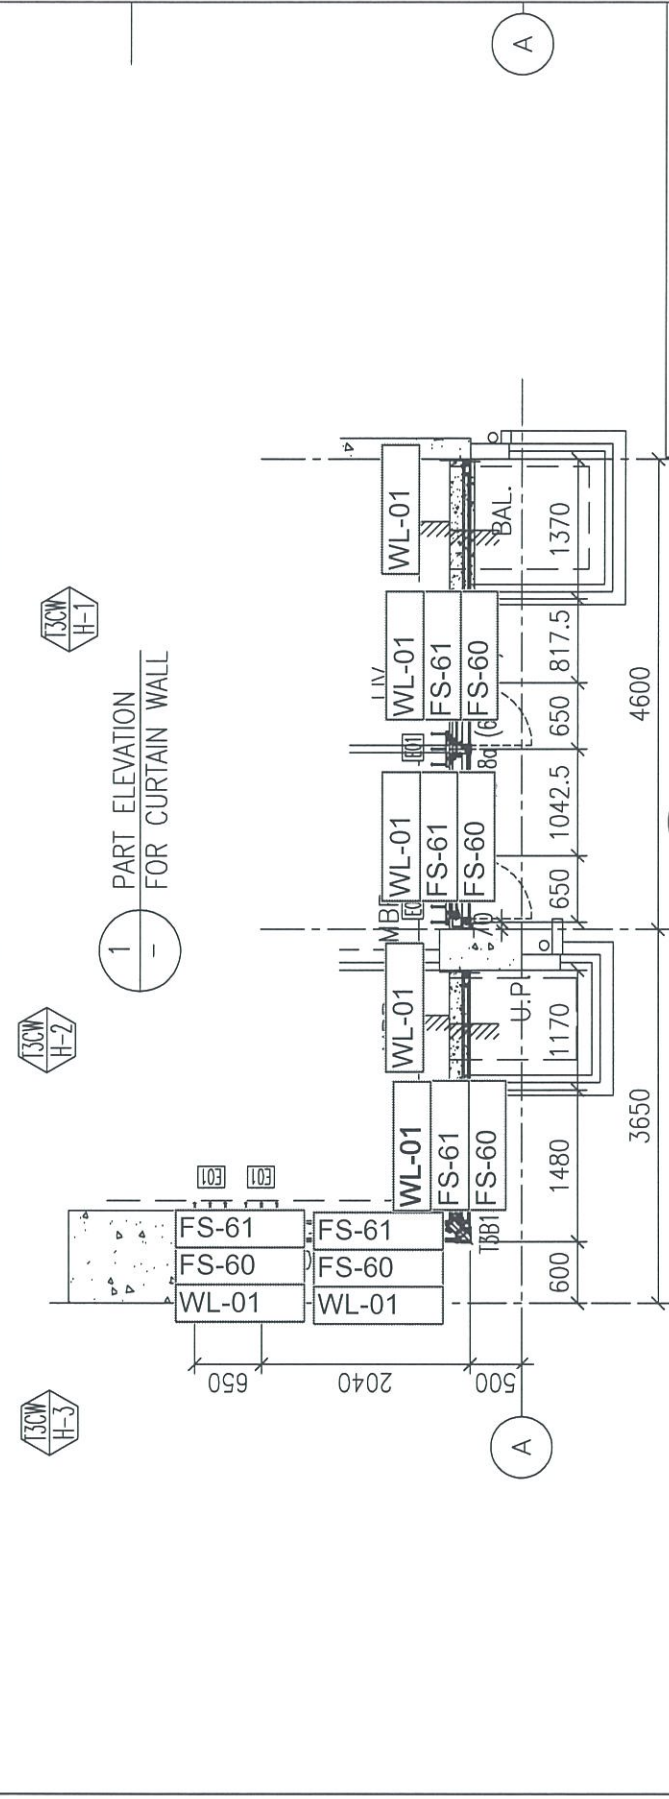 A
T3CW
H-1
1
-
PART ELEVATION
FOR CURTAIN WALL
T3CW
H-2
T3CW
H-3
WL-01
BAL.
1370
WL-01
FS-61
FS-60
817.5
650
4600
E01
WL-01
FS-61
FS-60
1042.5
650
70
WL-01
U.P.
1170
3650
WL-01
FS-61
FS-60
1480
T3B1
600
E01
E01
FS-61
FS-60
WL-01
FS-61
FS-60
WL-01
650
2040
500
A